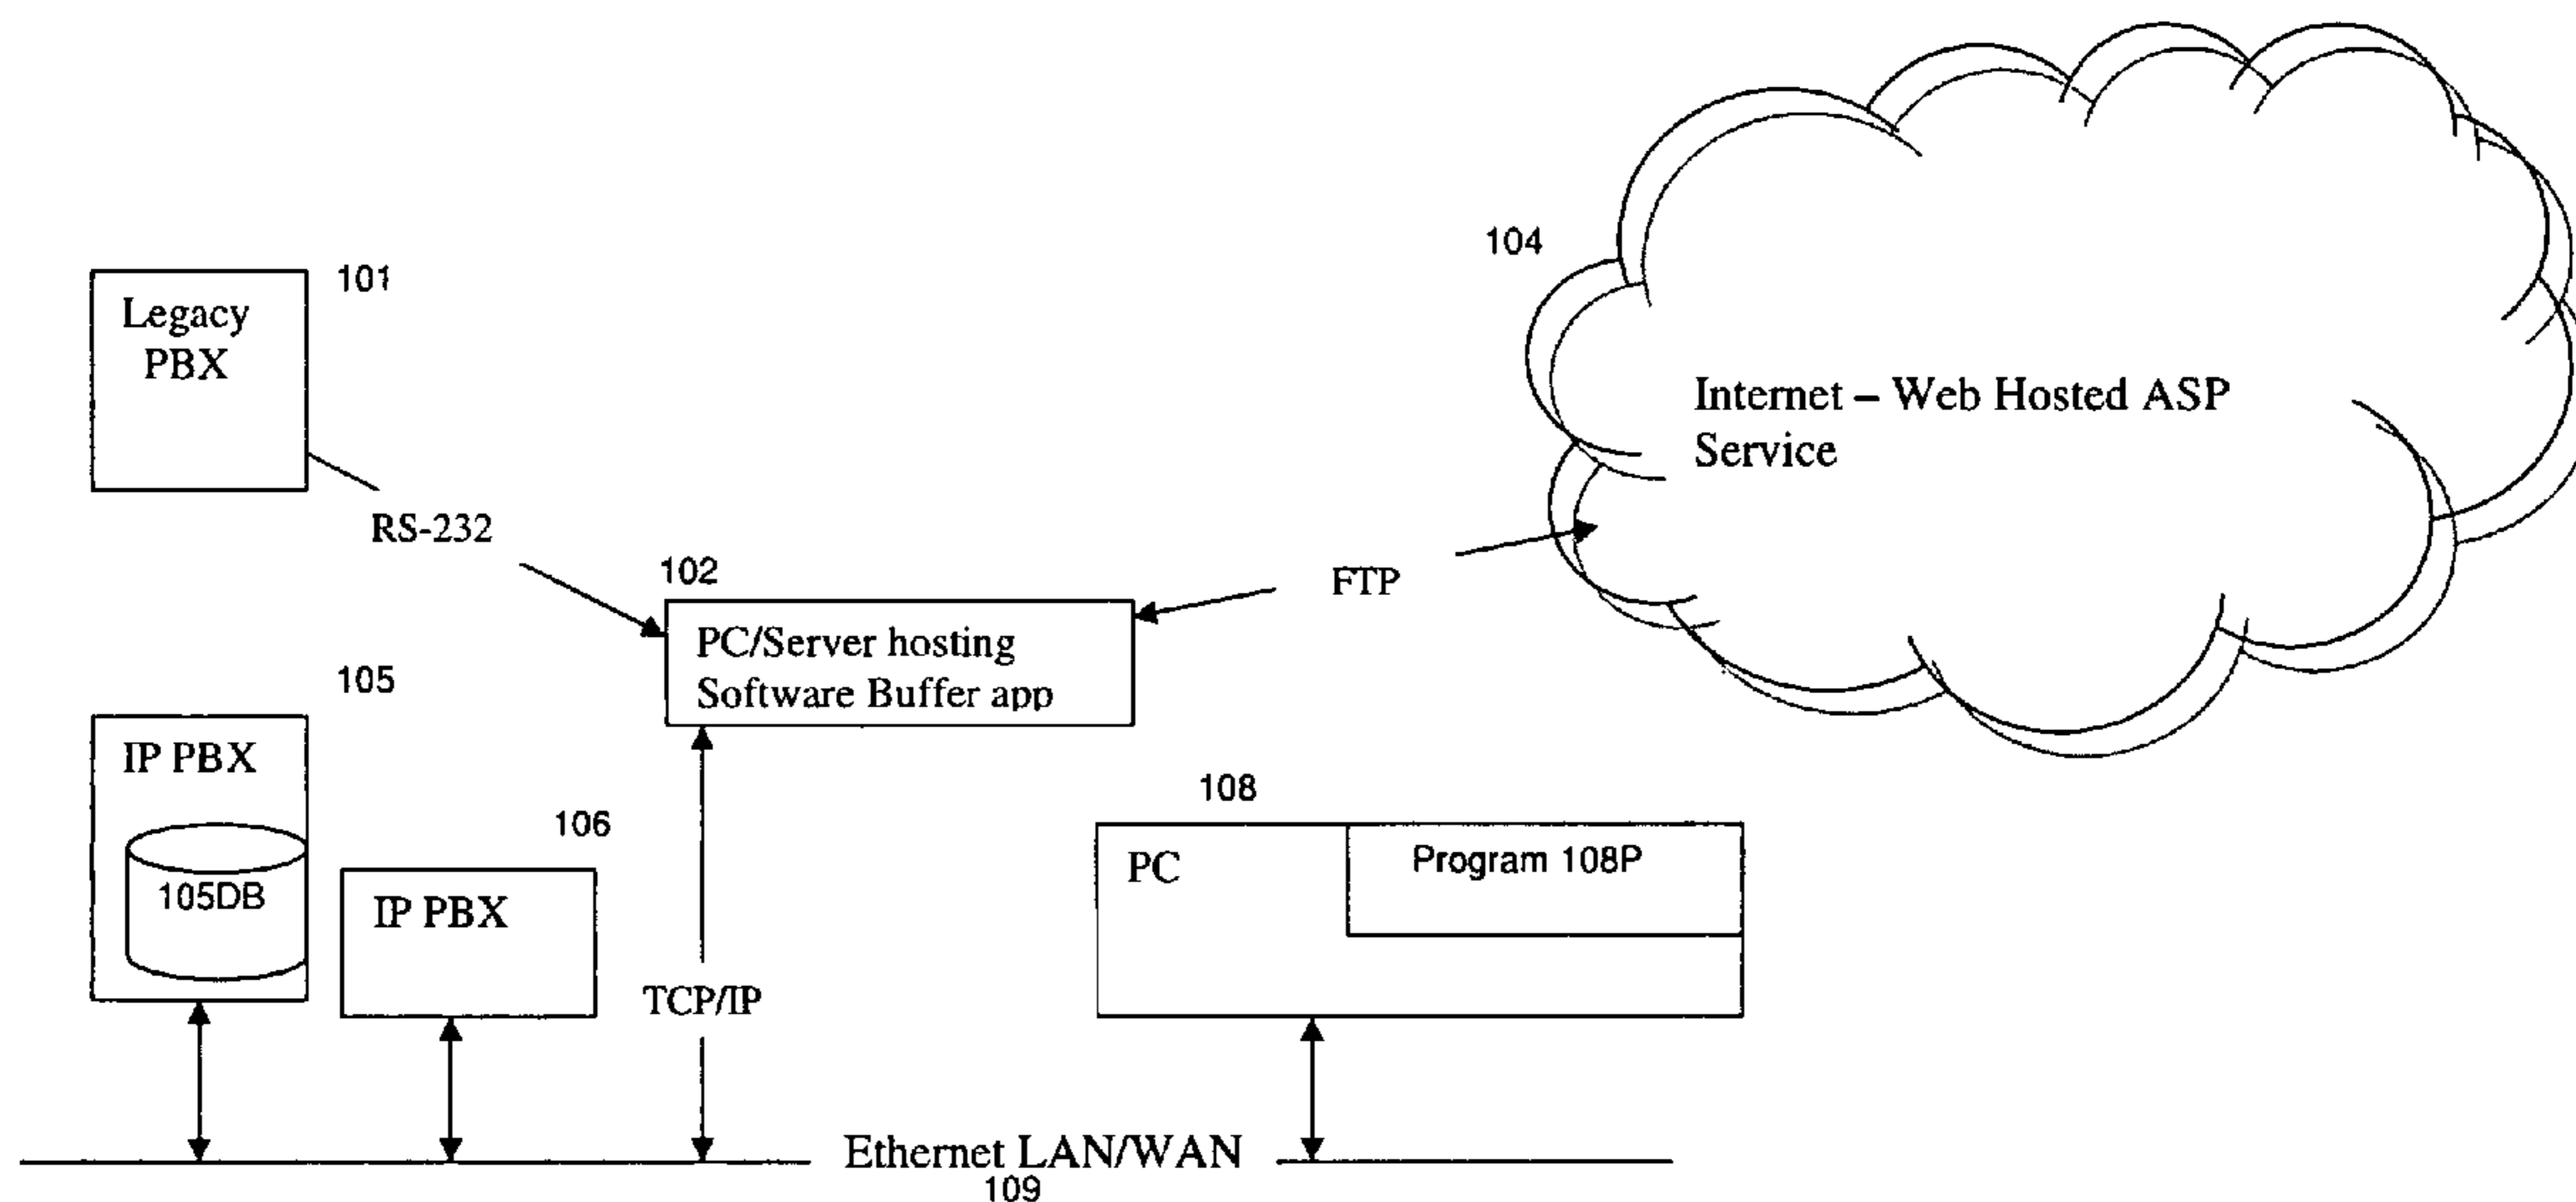 104
101
Legacy
PBX
Internet – Web Hosted ASP
Service
RS-232
102
FTP
PC/Server hosting
Software Buffer app
105
IP PBX
108
106
PC
Program 108P
105DB
IP PBX
TCP/IP
Ethernet LAN/WAN
109